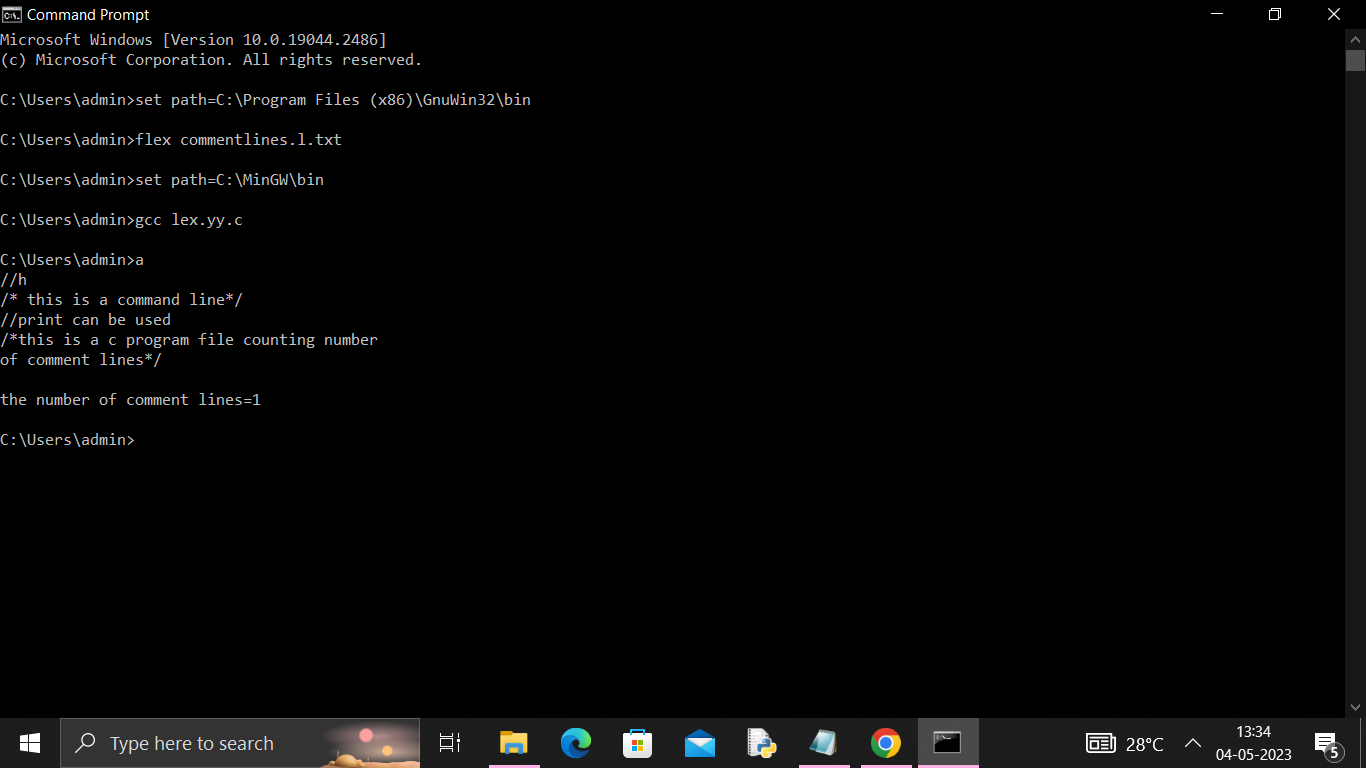 Command Prompt
Microsoft Windows [Version 10.0.19044.2486]
(c) Microsoft Corporation. All rights reserved.
C:\Users\admin>set path=C:\Program Files (x86)\GnuWin32\bin
C:\Users\admin>flex commentlines.l.txt
C:\Users\admin>set path=C:\MinGW\bin
C:\Users\admin>gcc lex.yy.c
C:\Users\admin>a
//h
/* this is a command line*/
//print can be used
/*this is a c program file counting number
of comment lines*/
the number of comment lines=1
C:\Users\admin>
Type here to search
28°C
13:34
04-05-2023
5